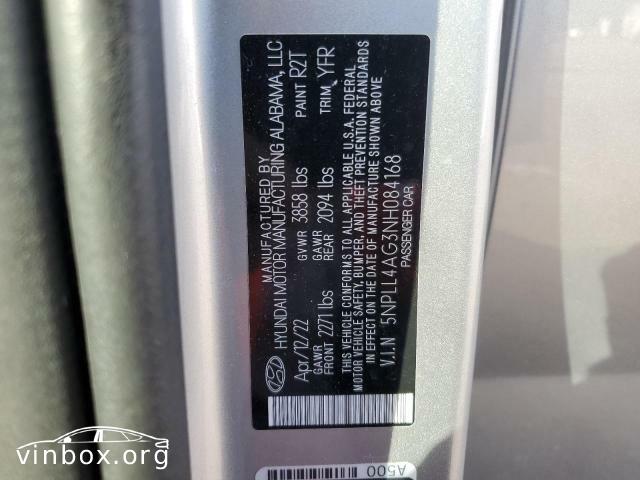 MANUFACTURED BY
HYUNDAI MOTOR MANUFACTURING ALABAMA, LLC
Apr/12/22 GVWR 3858 lbs PAINT R2T
GAWR FRONT 2271 lbs GAWR REAR 2094 lbs TRIM YFR
THIS VEHICLE CONFORMS TO ALL APPLICABLE U.S.A. FEDERAL
MOTOR VEHICLE SAFETY, BUMPER, AND THEFT PREVENTION STANDARDS
IN EFFECT ON THE DATE OF MANUFACTURE SHOWN ABOVE
V.I.N 5NPLL4AG3NH084168
PASSENGER CAR
A500
vinbox.org